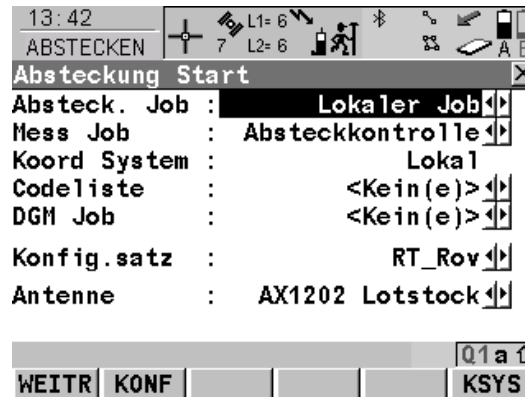 13:42
ABSTECKEN
7
L1= 6
L2= 6
A
Absteckung Start
Absteck. Job : Lokaler Job
Mess Job : Absteckkontrolle
Koord System : Lokal
Codeliste : <Kein(e)>
DGM Job : <Kein(e)>
Konfig.satz : RT_Rov
Antenne : AX1202 Lotstock
Q1a
WEITR KONF KSYS